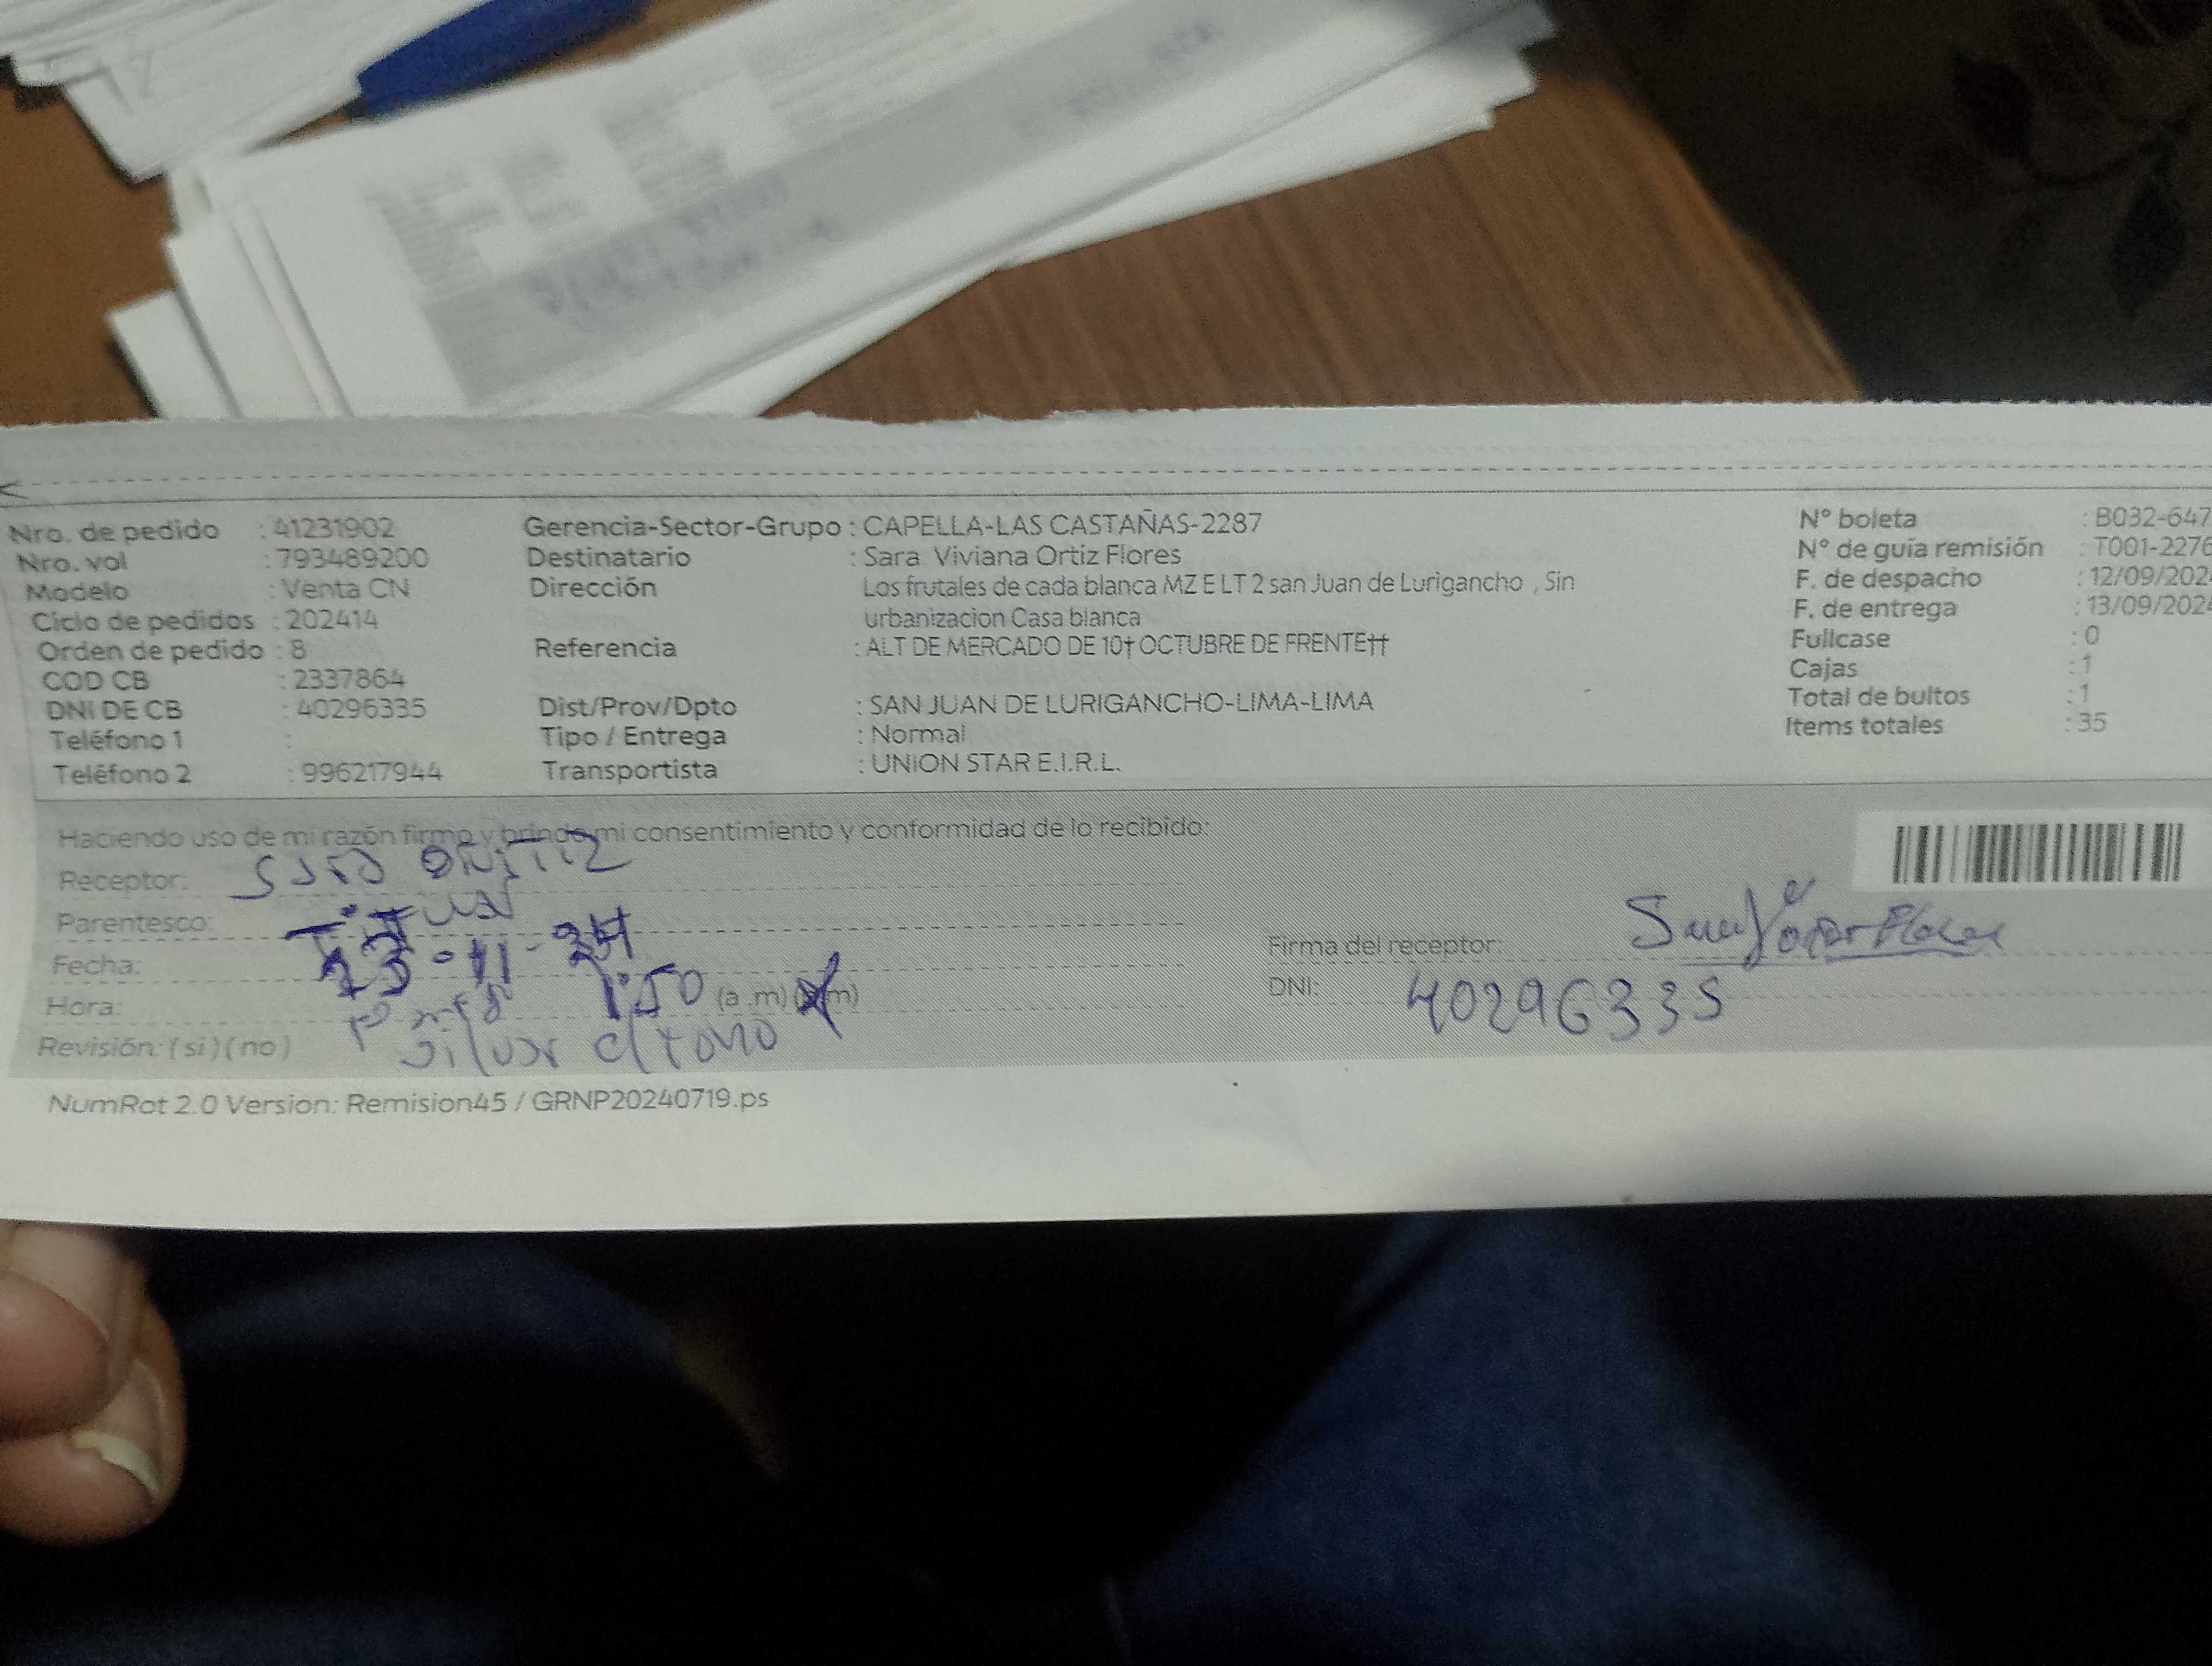 Nro. de pedido : 41231902
Nro. vol : 793489200
Modelo : Venta CN
Ciclo de pedidos : 202414
Orden de pedido : 8
COD CB : 2337864
DNI DE CB : 40296335
Teléfono 1 :
Teléfono 2 : 996217944
Gerencia-Sector-Grupo : CAPELLA-LAS CASTAÑAS-2287
Destinatario : Sara Viviana Ortiz Flores
Dirección Los frutales de cada blanca MZ E LT 2 san Juan de Lurigancho , Sin
urbanizacion Casa blanca
Referencia : ALT DE MERCADO DE 10† OCTUBRE DE FRENTE††
Dist/Prov/Dpto : SAN JUAN DE LURIGANCHO-LIMA-LIMA
Tipo / Entrega : Normal
Transportista : UNION STAR E.I.R.L.
N° boleta : B032-647
N° de guía remisión : T001-2276
F. de despacho : 12/09/202
F. de entrega : 13/09/202
Fullcase : 0
Cajas : 1
Total de bultos : 1
Items totales : 35
Haciendo uso de mi razón firmo y brindo mi consentimiento y conformidad de lo recibido:
Receptor: Sara Ortiz
Parentesco: Titular
Fecha:
Hora: 1:50 (a.m)
Revisión: ( si ) ( no )
Firma del receptor:
DNI: 40296335
NumRot 2.0 Version: Remision45 / GRNP20240719.ps